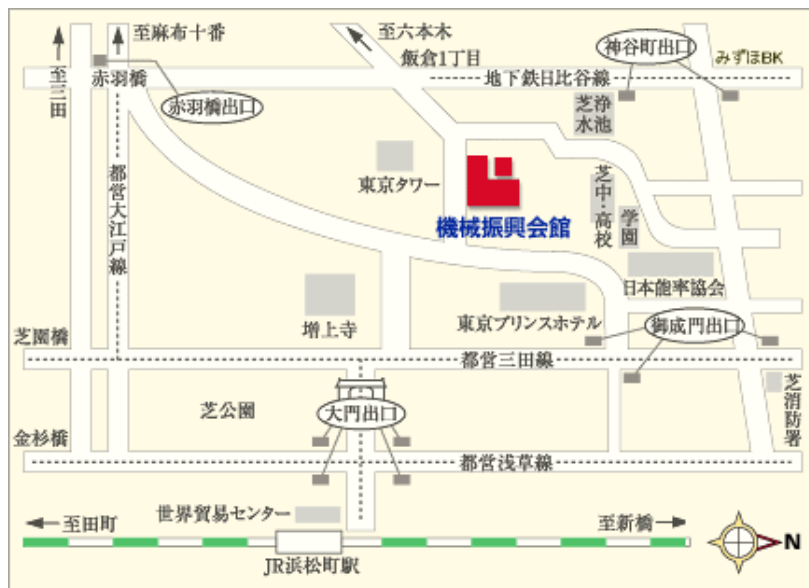 至麻布十番
至六本木
飯倉1丁目
神谷町出口
みずほBK
至三田
赤羽橋
地下鉄日比谷線
赤羽橋出口
芝浄水池
都営大江戸線
東京タワー
芝中・高校
学園
機械振興会館
日本能率協会
増上寺
東京プリンスホテル
御成門出口
芝園橋
都営三田線
芝公園
大門出口
芝消防署
金杉橋
都営浅草線
世界貿易センター
至田町
至新橋
N
JR浜松町駅